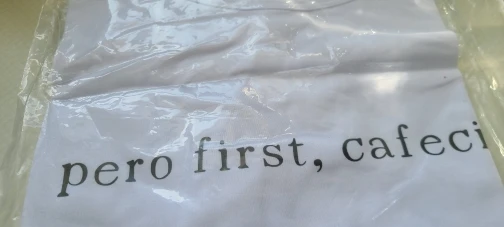 pero first, cafeci